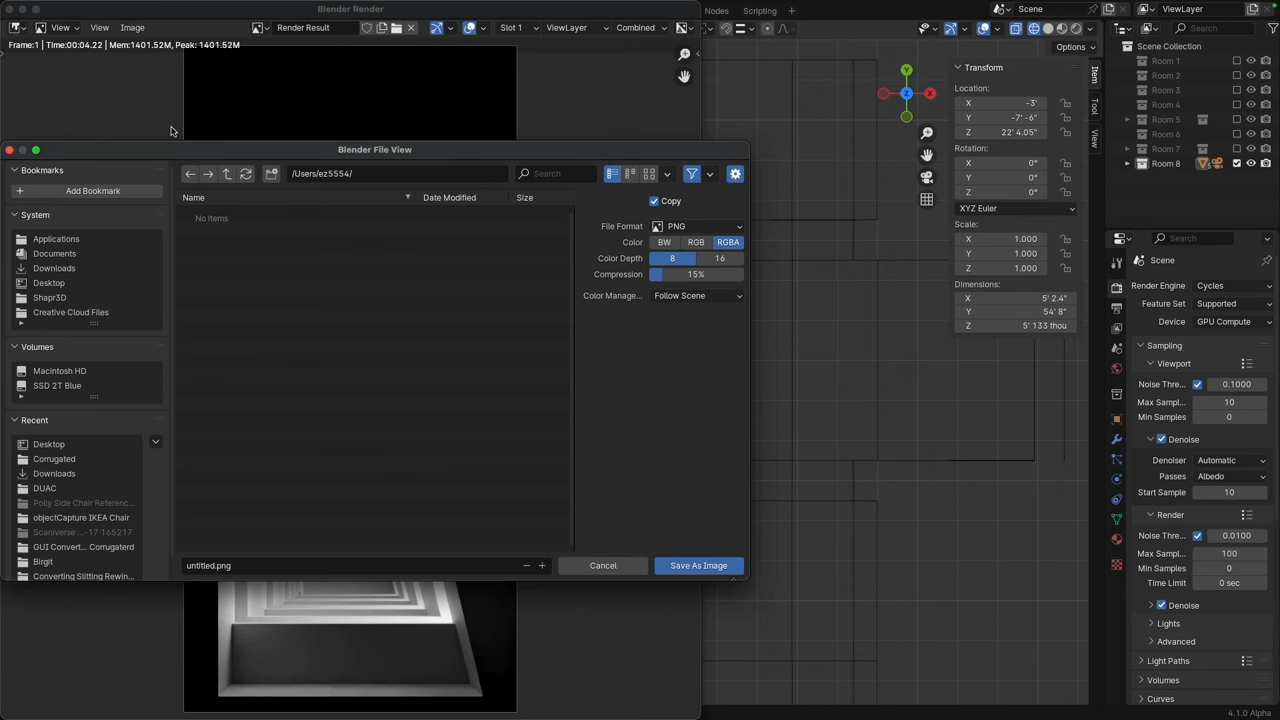 Blender Render
Nodes
Scripting
Scene
ViewLayer
View
View
Image
Render Result
Slot 1
ViewLayer
Combined
Search
Frame:1 | Time:00:04.22 | Mem:1401.52M, Peak: 1401.52M
Options
Scene Collection
Room 1
Room 2
Room 3
Room 4
Room 5
Room 6
Room 7
Room 8
Transform
Location:
X -3'
Y -7' -6"
Z 22' 4.05"
Rotation:
X 0°
Y 0°
Z 0°
XYZ Euler
Scale:
X 1.000
Y 1.000
Z 1.000
Dimensions:
X 5' 2.4"
Y 54' 8"
Z 5' 133 thou
Item
Tool
View
Y
Z
X
Blender File View
Bookmarks
Add Bookmark
System
Applications
Documents
Downloads
Desktop
Shapr3D
Creative Cloud Files
Volumes
Macintosh HD
SSD 2T Blue
Recent
Desktop
Corrugated
Downloads
DUAC
Polly Side Chair Referenc...
objectCapture IKEA Chair
Scaniverse ...-17 165217
GUI Convert... Corrugaterd
Birgit
Converting Slitting Rewin...
/Users/ez5554/
Search
Name
Date Modified
Size
No items
Copy
File Format PNG
Color BW RGB RGBA
Color Depth 8 16
Compression 15%
Color Manage... Follow Scene
untitled.png
Cancel
Save As Image
Search
Scene
Render Engine Cycles
Feature Set Supported
Device GPU Compute
Sampling
Viewport
Noise Thre... 0.1000
Max Sampl... 10
Min Samples 0
Denoise
Denoiser Automatic
Passes Albedo
Start Sample 10
Render
Noise Thre... 0.0100
Max Sampl... 100
Min Samples 0
Time Limit 0 sec
Denoise
Lights
Advanced
Light Paths
Volumes
Curves
4.1.0 Alpha